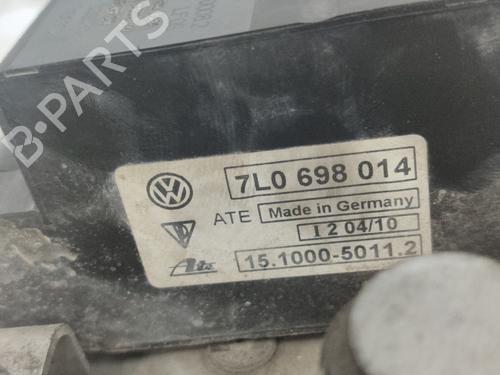 B-PARTS
7L0 698 014
ATE Made in Germany
I 2 04/10
Ate 15.1000-5011.2